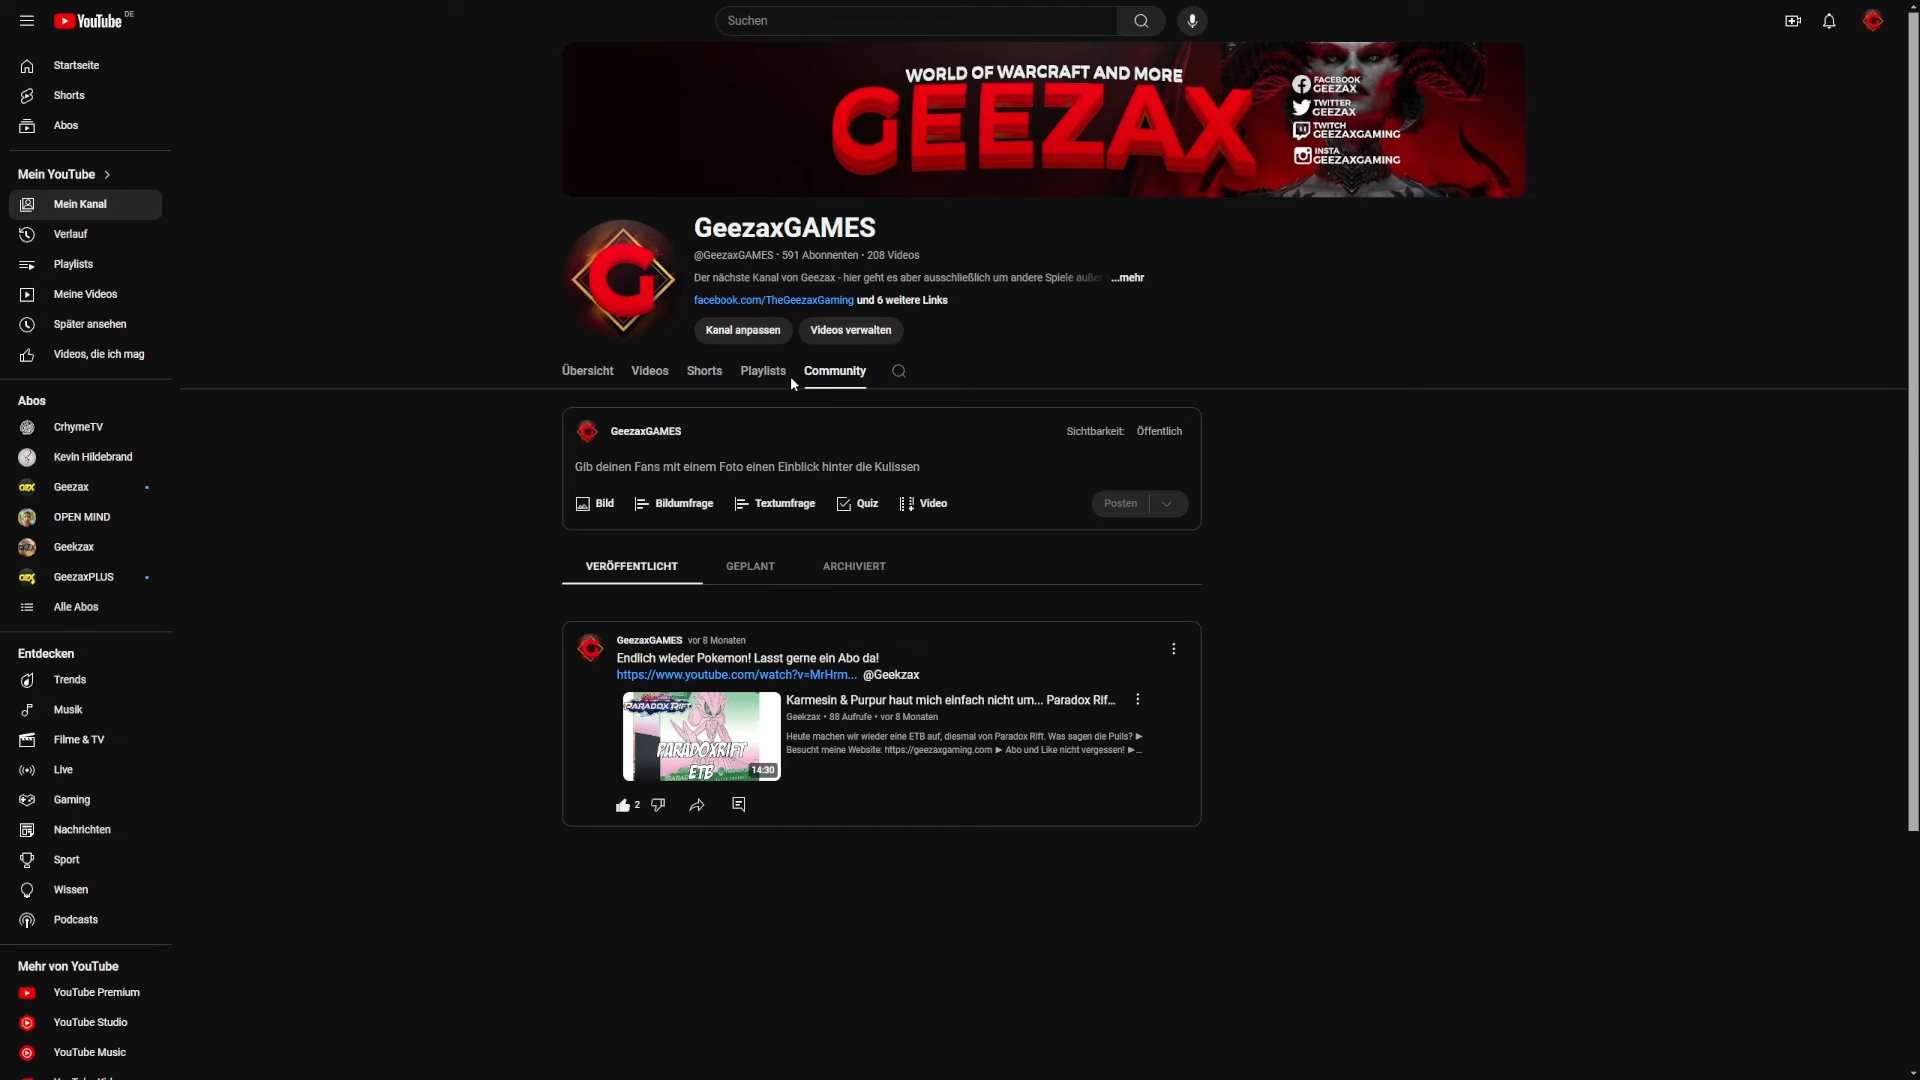 YouTube DE
Suchen
Startseite
Shorts
Abos
Mein YouTube
Mein Kanal
Verlauf
Playlists
Meine Videos
Später ansehen
Videos, die ich mag
Abos
CrhymeTV
Kevin Hildebrand
Geezax
OPEN MIND
Geekzax
GeezaxPLUS
Alle Abos
Entdecken
Trends
Musik
Filme & TV
Live
Gaming
Nachrichten
Sport
Wissen
Podcasts
Mehr von YouTube
YouTube Premium
YouTube Studio
YouTube Music
WORLD OF WARCRAFT AND MORE
GEEZAX
FACEBOOK
GEEZAX
TWITTER
GEEZAX
TWITCH
GEEZAXGAMING
INSTA
GEEZAXGAMING
GeezaxGAMES
@GeezaxGAMES • 591 Abonnenten • 208 Videos
Der nächste Kanal von Geezax - hier geht es aber ausschließlich um andere Spiele außer ...mehr
facebook.com/TheGeezaxGaming und 6 weitere Links
Kanal anpassen
Videos verwalten
Übersicht
Videos
Shorts
Playlists
Community
GeezaxGAMES
Sichtbarkeit: Öffentlich
Gib deinen Fans mit einem Foto einen Einblick hinter die Kulissen
Bild
Bildumfrage
Textumfrage
Quiz
Video
Posten
VERÖFFENTLICHT
GEPLANT
ARCHIVIERT
GeezaxGAMES vor 8 Monaten
Endlich wieder Pokemon! Lasst gerne ein Abo da!
https://www.youtube.com/watch?v=MrHrm... @Geekzax
PARADOX RIFT
PARADOXRIFT
ETB
14:30
Karmesin & Purpur haut mich einfach nicht um... Paradox Rif...
Geekzax • 88 Aufrufe • vor 8 Monaten
Heute machen wir wieder eine ETB auf, diesmal von Paradox Rift. Was sagen die Pulls? ►
Besucht meine Website: https://geezaxgaming.com ► Abo und Like nicht vergessen! ►...
2